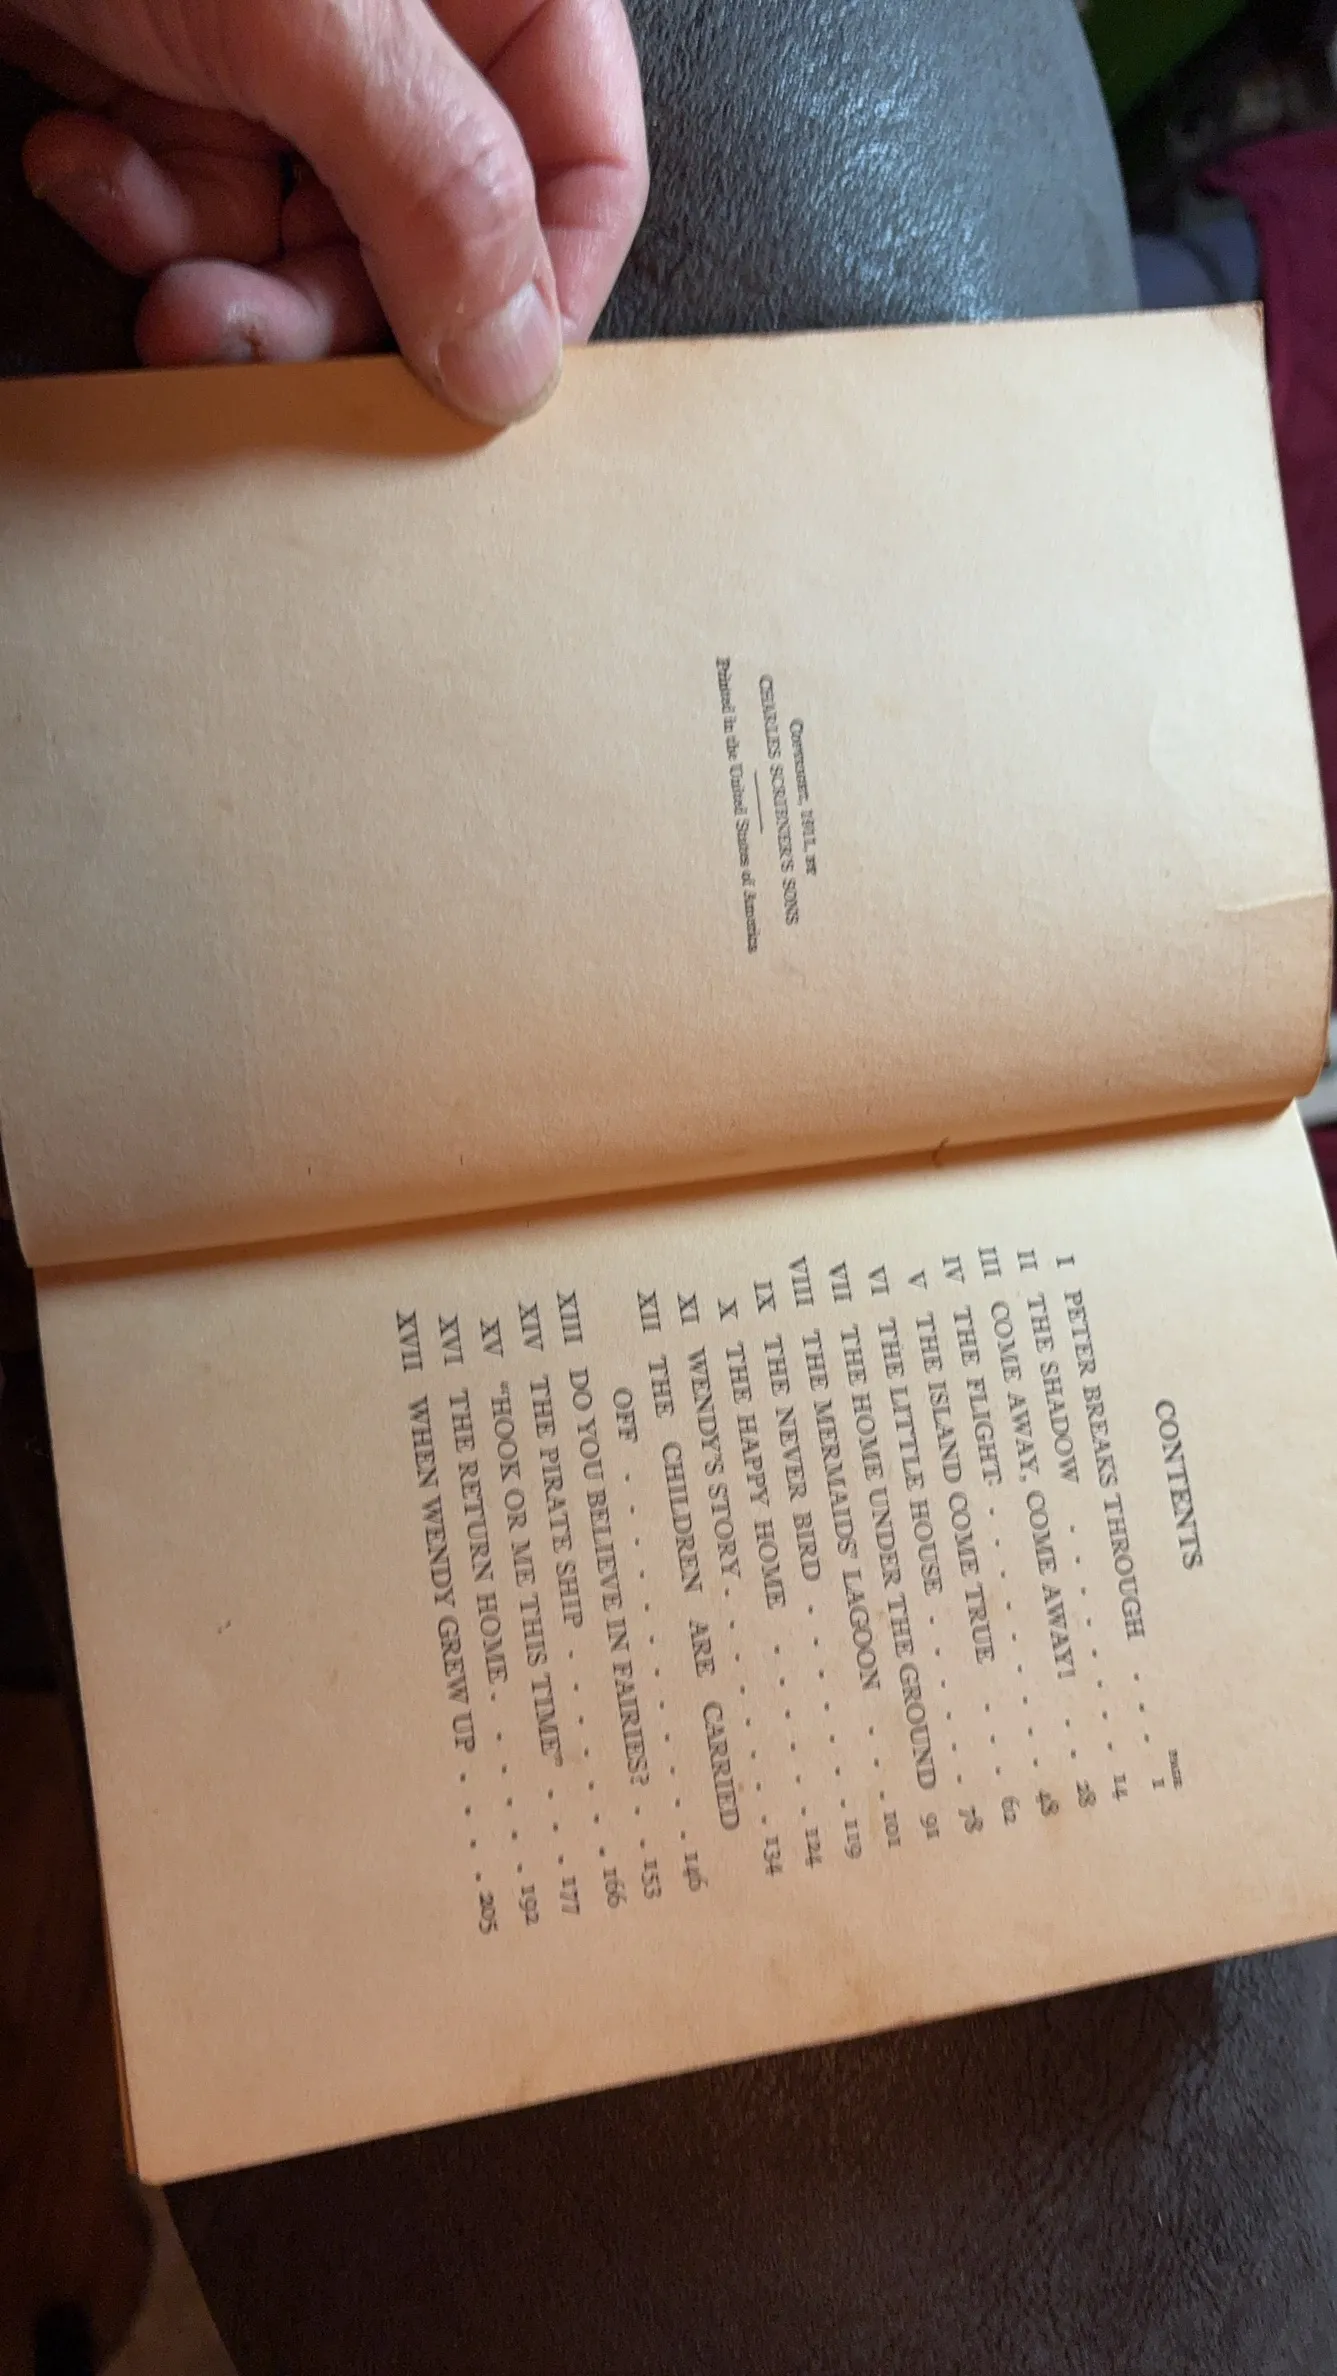 COPYRIGHT, 1911, BY
CHARLES SCRIBNER'S SONS
Printed in the United States of America
CONTENTS
PAGE
I PETER BREAKS THROUGH . . . 1
II THE SHADOW . . . . . . 14
III COME AWAY, COME AWAY! . . 28
IV THE FLIGHT . . . . . . . 48
V THE ISLAND COME TRUE . . . 62
VI THE LITTLE HOUSE . . . . . 78
VII THE HOME UNDER THE GROUND 91
VIII THE MERMAIDS' LAGOON . . . 101
IX THE NEVER BIRD . . . . . 119
X THE HAPPY HOME . . . . . 124
XI WENDY'S STORY . . . . . . 134
XII THE CHILDREN ARE CARRIED
OFF . . . . . . . . . 146
XIII DO YOU BELIEVE IN FAIRIES? . . 153
XIV THE PIRATE SHIP . . . . . . 166
XV "HOOK OR ME THIS TIME" . . . 177
XVI THE RETURN HOME . . . . . 192
XVII WHEN WENDY GREW UP . . . . 205